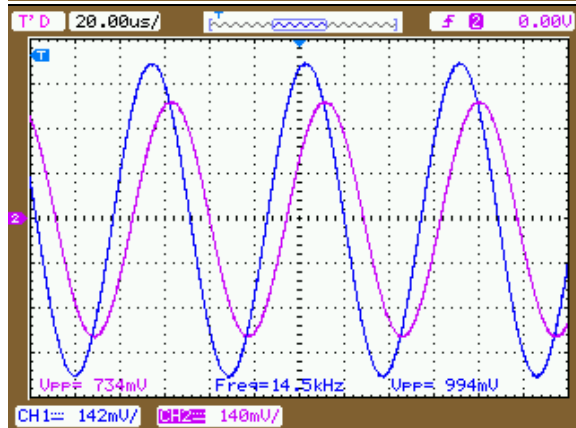 T'D 20.00us/ T ƒ 2 0.00V
T
2
Vpp= 734mV Freq=14.5kHz Vpp= 994mV
CH1 142mV/ CH2 140mV/